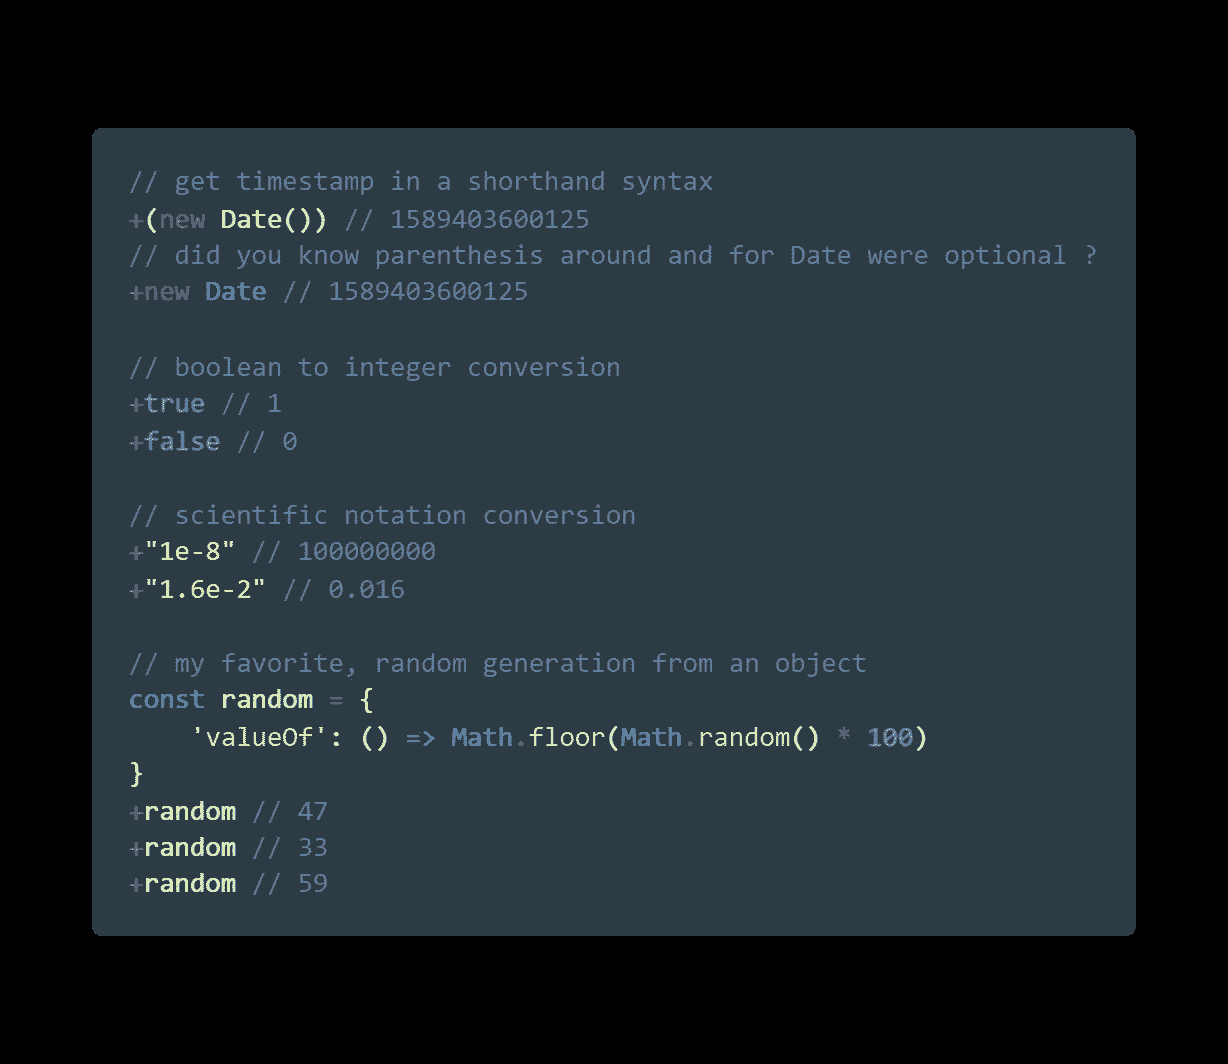 // get timestamp in a shorthand syntax
+(new Date()) // 1589403600125
// did you know parenthesis around and for Date were optional ?
+new Date // 1589403600125
// boolean to integer conversion
+true // 1
+false // 0
// scientific notation conversion
+"1e-8" // 100000000
+"1.6e-2" // 0.016
// my favorite, random generation from an object
const random = {
    'valueOf': () => Math.floor(Math.random() * 100)
}
+random // 47
+random // 33
+random // 59